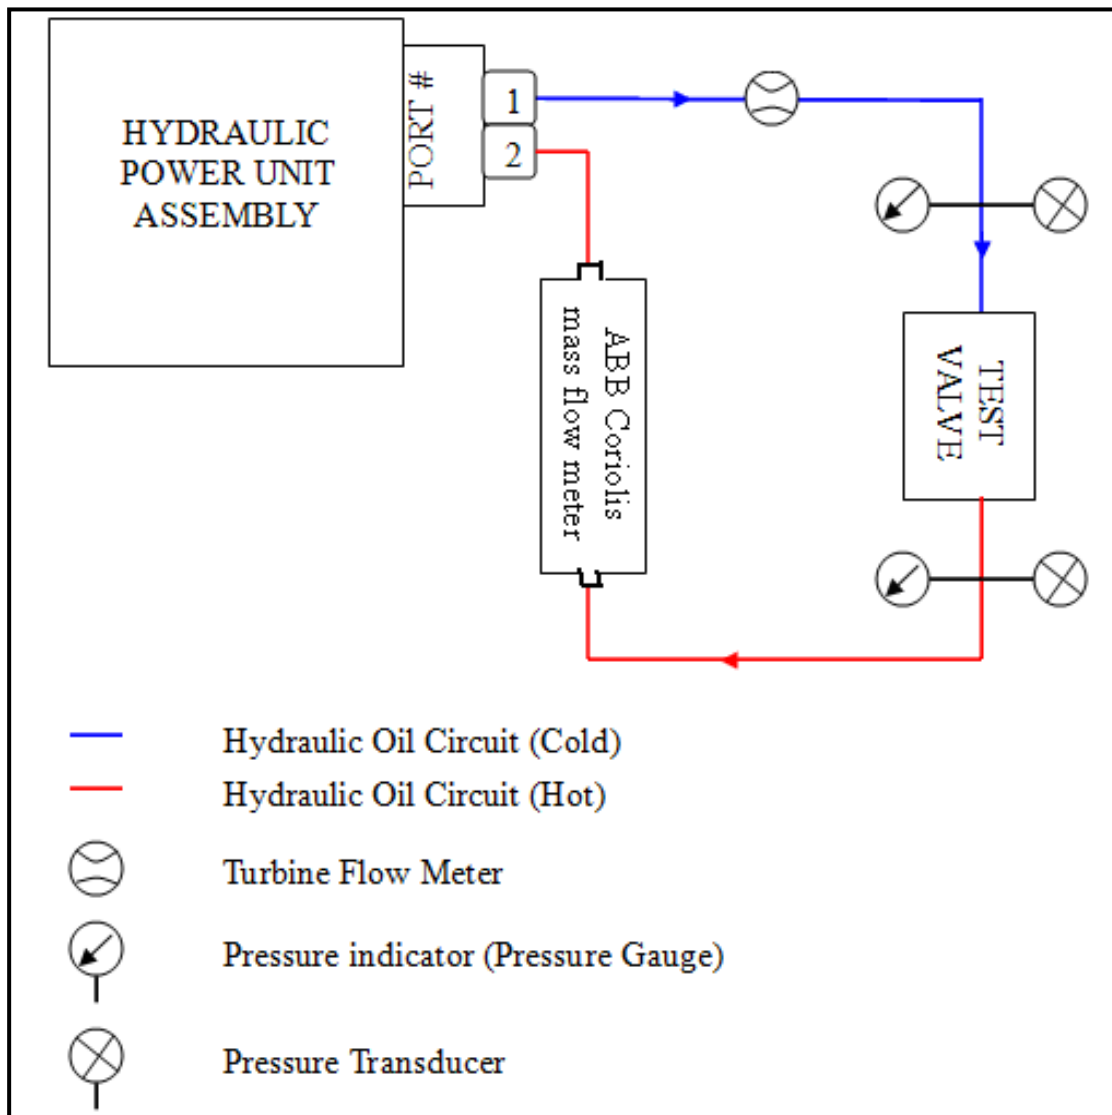 HYDRAULIC
POWER UNIT
ASSEMBLY
PORT #
1
2
ABB Coriolis
mass flow meter
TEST
VALVE
Hydraulic Oil Circuit (Cold)
Hydraulic Oil Circuit (Hot)
Turbine Flow Meter
Pressure indicator (Pressure Gauge)
Pressure Transducer